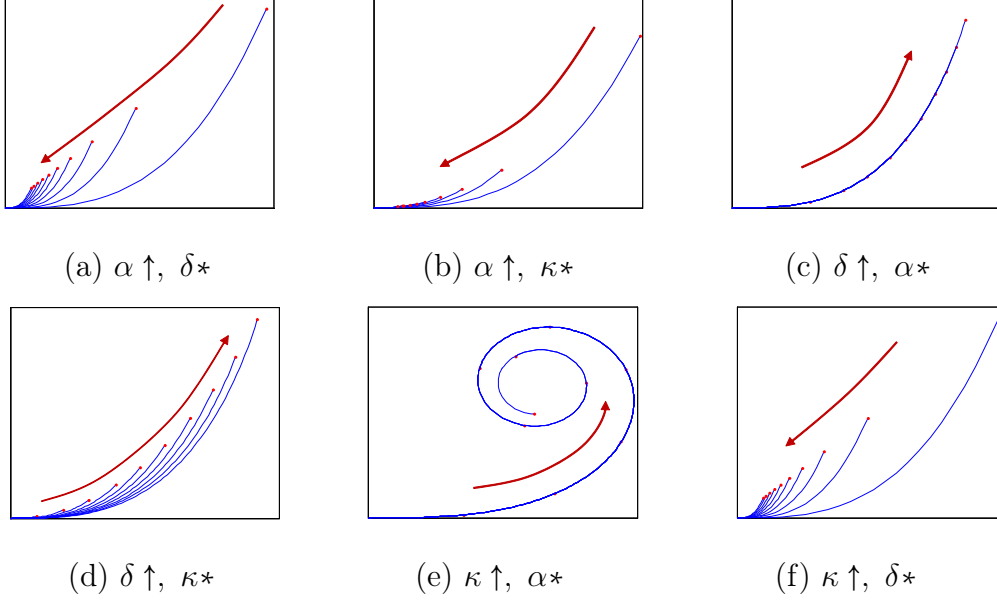 (a) α ↑, δ∗ (b) α ↑, κ∗ (c) δ ↑, α∗
(d) δ ↑, κ∗ (e) κ ↑, α∗ (f) κ ↑, δ∗